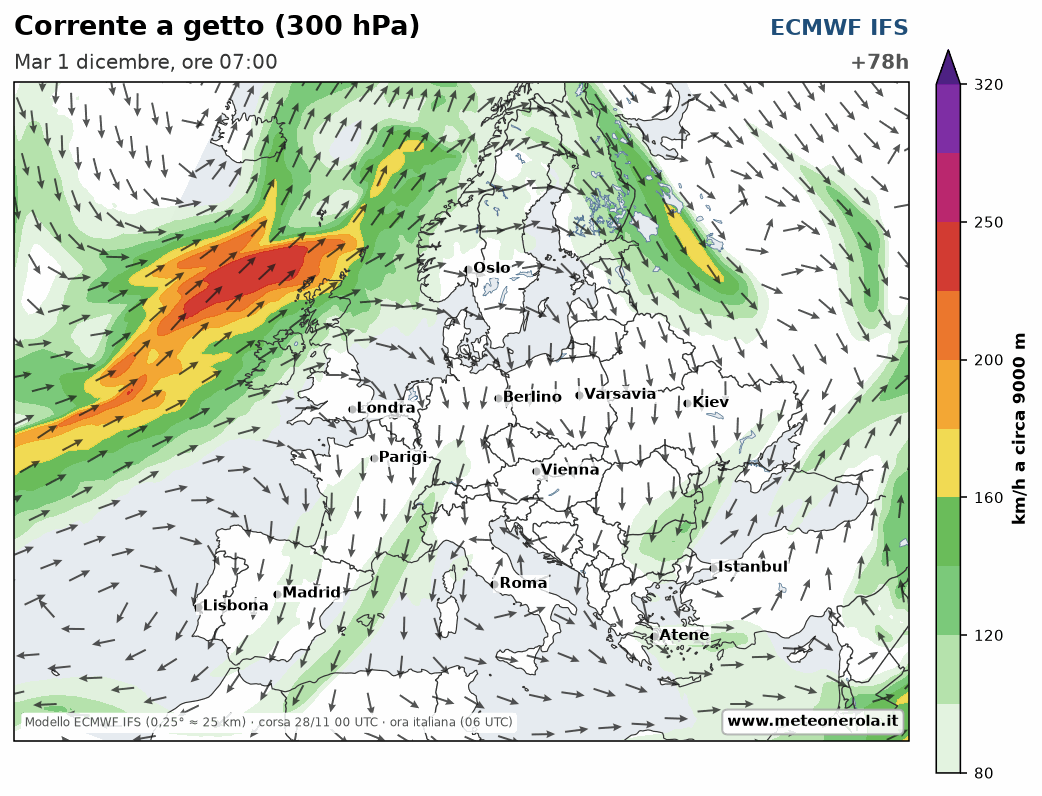 Corrente a getto (300 hPa)
ECMWF IFS
Mar 1 dicembre, ore 07:00
+78h
320
250
200
160
120
80
km/h a circa 9000 m
Oslo
Berlino
Varsavia
Kiev
Londra
Parigi
Vienna
Istanbul
Roma
Madrid
Lisbona
Atene
Modello ECMWF IFS (0,25° ≈ 25 km) · corsa 28/11 00 UTC · ora italiana (06 UTC)
www.meteonerola.it